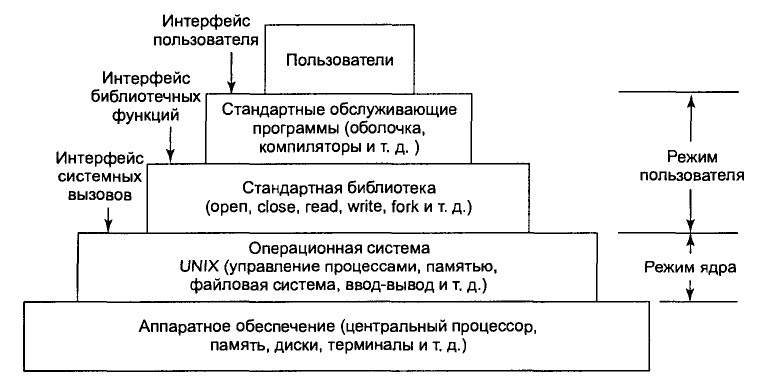 Интерфейс
пользователя
Пользователи
Интерфейс
библиотечных
функций
Стандартные обслуживающие
программы (оболочка,
компиляторы и т. д. )
Интерфейс
системных
вызовов
Стандартная библиотека
(open, close, read, write, fork и т. д.)
Режим
пользователя
Операционная система
UNIX (управление процессами, памятью,
файловая система, ввод-вывод и т. д.)
Режим ядра
Аппаратное обеспечение (центральный процессор,
память, диски, терминалы и т. д.)